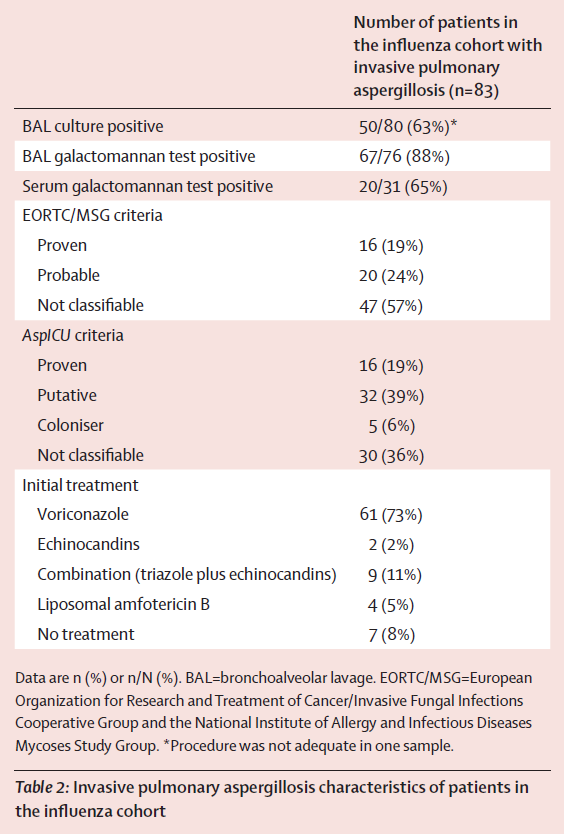 Number of patients in
the influenza cohort with
invasive pulmonary
aspergillosis (n=83)
BAL culture positive 50/80 (63%)*
BAL galactomannan test positive 67/76 (88%)
Serum galactomannan test positive 20/31 (65%)
EORTC/MSG criteria
Proven 16 (19%)
Probable 20 (24%)
Not classifiable 47 (57%)
AspICU criteria
Proven 16 (19%)
Putative 32 (39%)
Coloniser 5 (6%)
Not classifiable 30 (36%)
Initial treatment
Voriconazole 61 (73%)
Echinocandins 2 (2%)
Combination (triazole plus echinocandins) 9 (11%)
Liposomal amfotericin B 4 (5%)
No treatment 7 (8%)
Data are n (%) or n/N (%). BAL=bronchoalveolar lavage. EORTC/MSG=European
Organization for Research and Treatment of Cancer/Invasive Fungal Infections
Cooperative Group and the National Institute of Allergy and Infectious Diseases
Mycoses Study Group. *Procedure was not adequate in one sample.
Table 2: Invasive pulmonary aspergillosis characteristics of patients in
the influenza cohort